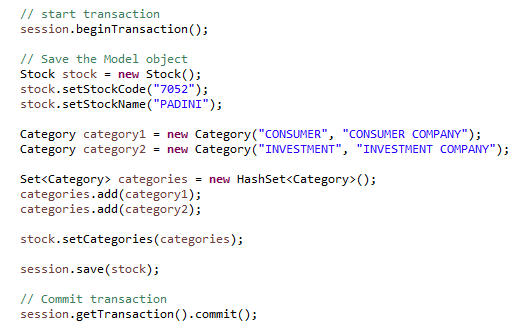 // start transaction
session.beginTransaction();
// Save the Model object
Stock stock = new Stock();
stock.setStockCode("7052");
stock.setStockName("PADINI");
Category category1 = new Category("CONSUMER", "CONSUMER COMPANY");
Category category2 = new Category("INVESTMENT", "INVESTMENT COMPANY");
Set<Category> categories = new HashSet<Category>();
categories.add(category1);
categories.add(category2);
stock.setCategories(categories);
session.save(stock);
// Commit transaction
session.getTransaction().commit();